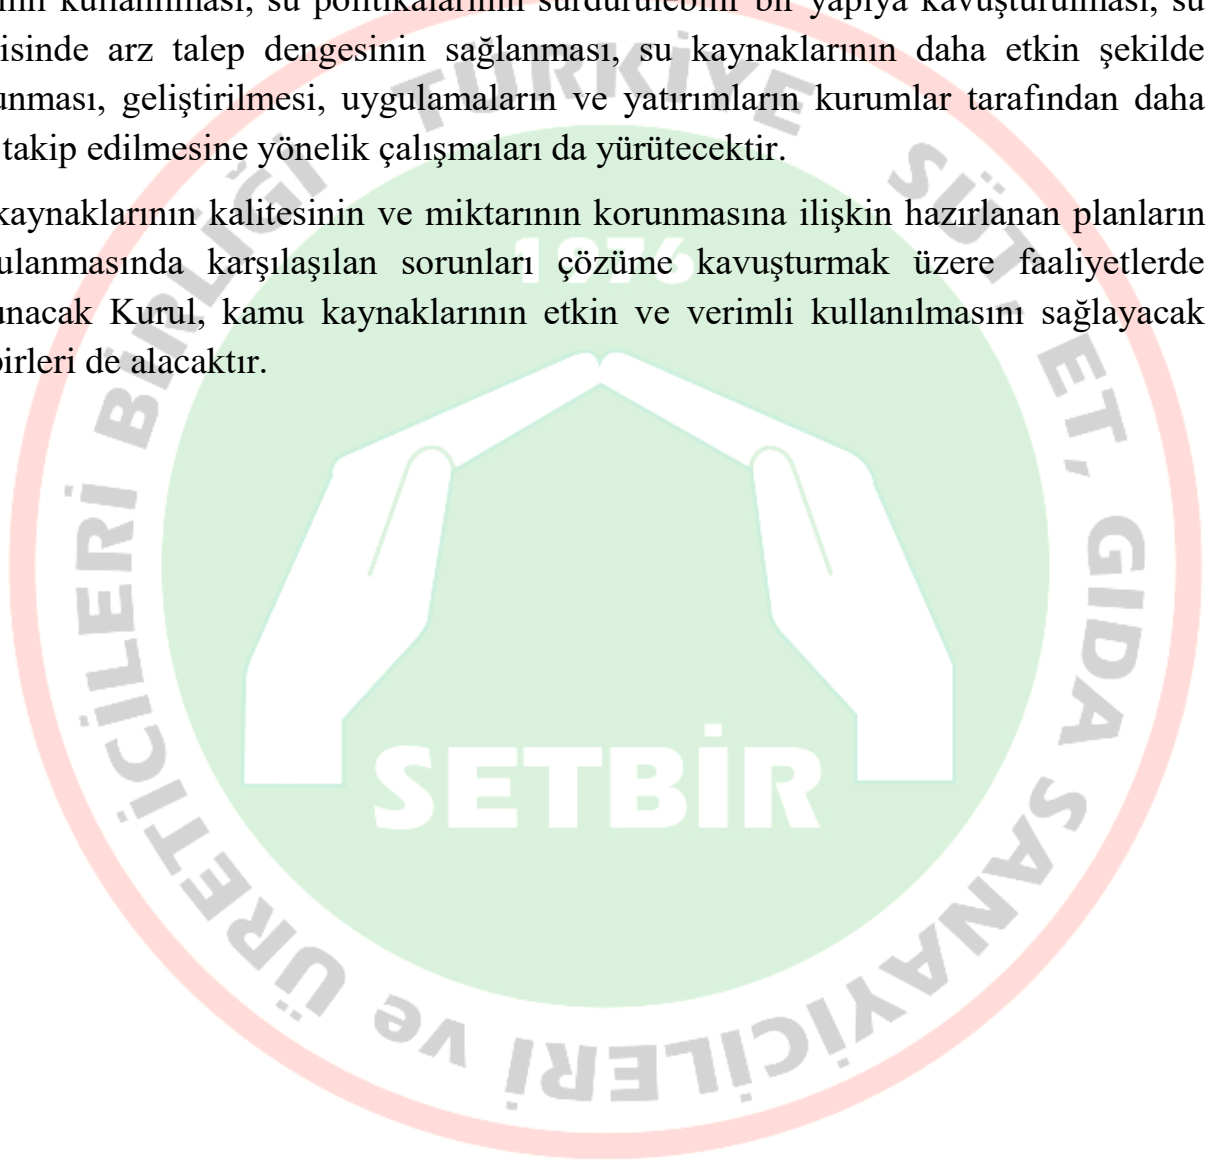 kullanılması, su politikalarının sürdürülebilir bir yapıya kavuşturulması, su
isinde arz talep dengesinin sağlanması, su kaynaklarının daha etkin şekilde
unması, geliştirilmesi, uygulamaların ve yatırımların kurumlar tarafından daha
takip edilmesine yönelik çalışmaları da yürütecektir.
kaynaklarının kalitesinin ve miktarının korunmasına ilişkin hazırlanan planların
ulanmasında karşılaşılan sorunları çözüme kavuşturmak üzere faaliyetlerde
unacak Kurul, kamu kaynaklarının etkin ve verimli kullanılmasını sağlayacak
birleri de alacaktır.
TÜRKİYE SÜT, ET, GIDA SANAYİCİLERİ ve ÜRETİCİLERİ BİRLİĞİ
1976
SETBİR